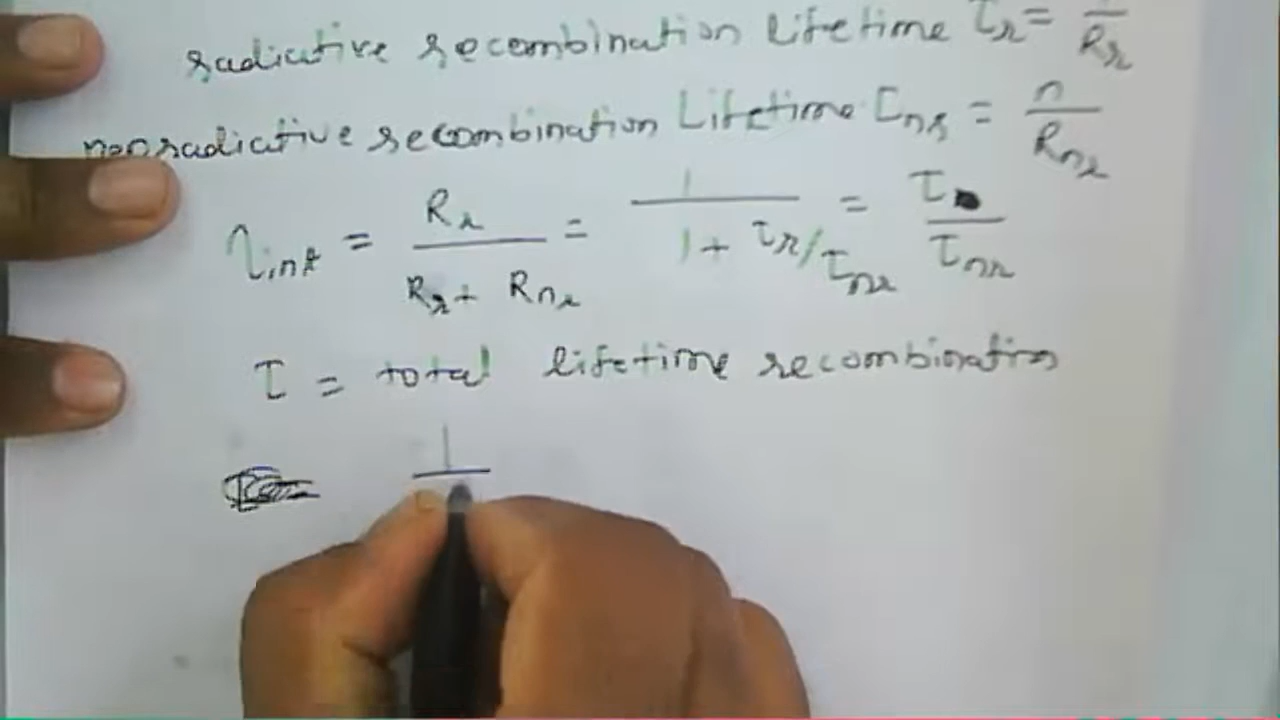 radiative recombination lifetime τr = / Rr
nonradiative recombination Lifetime τnr = n / Rnr
ηint = Rr / (Rr + Rnr) = 1 / (1 + τr/τnr) = τ / τnr
τ = total lifetime recombination
1